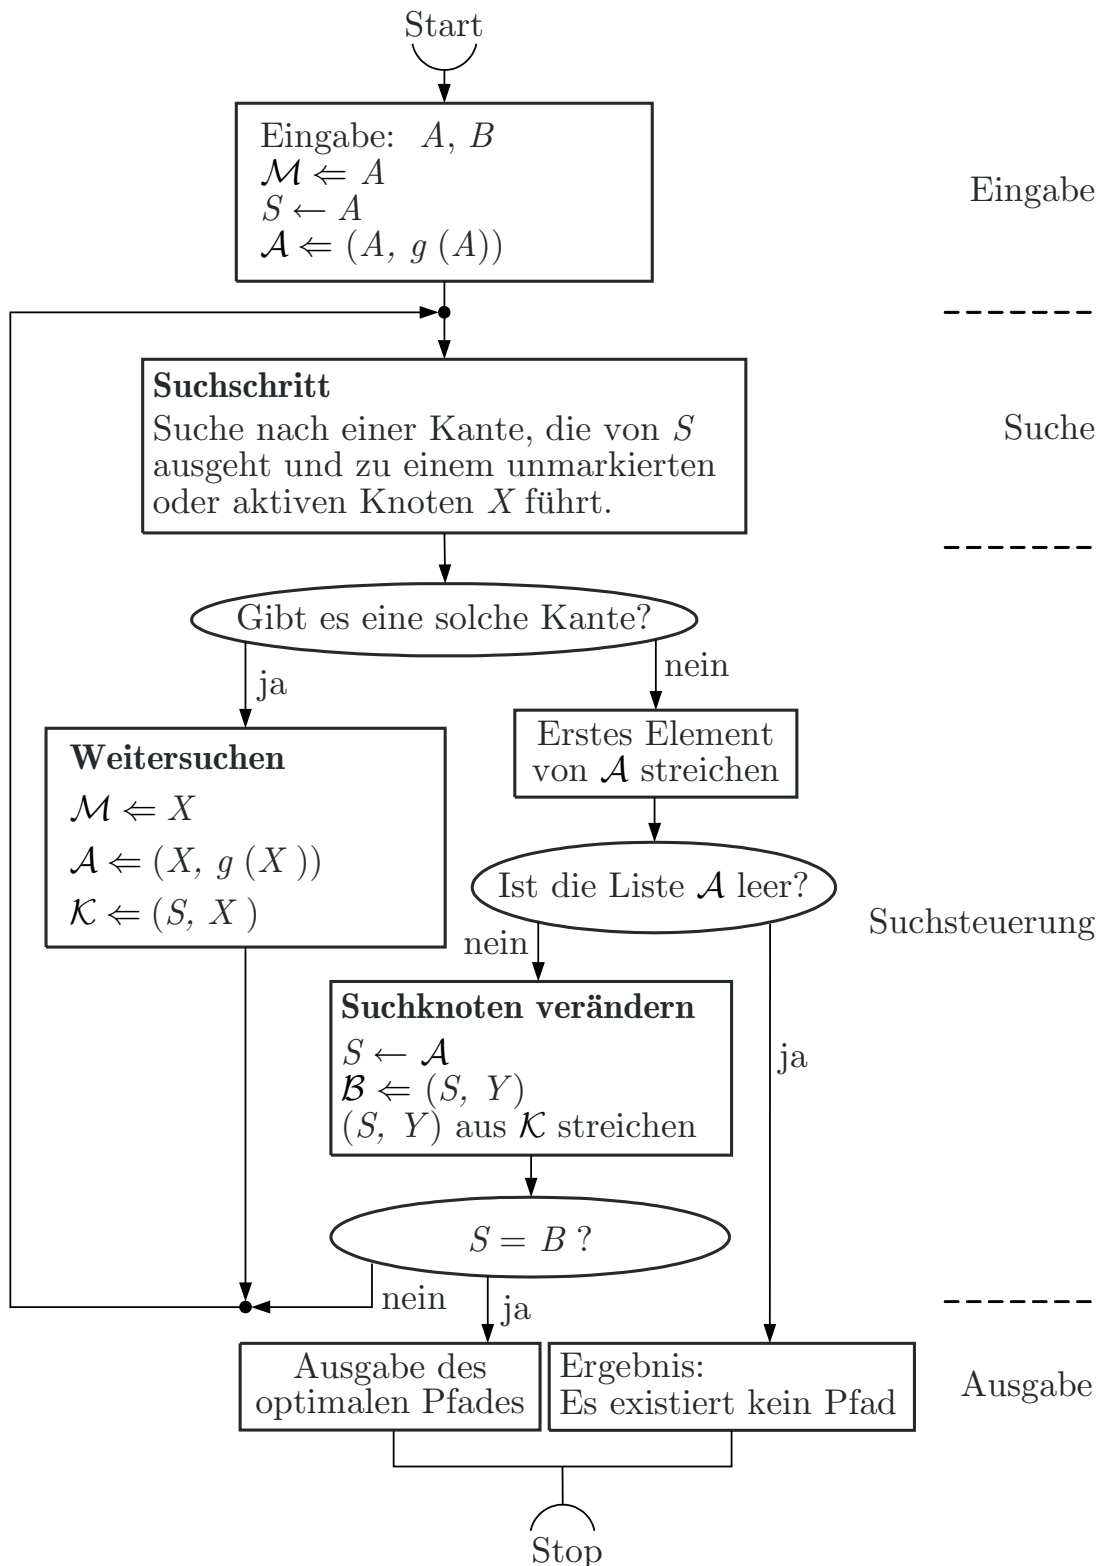 Start
Eingabe: A, B
ℳ ⇐ A
S ← A
𝒜 ⇐ (A, g (A))
Eingabe
Suchschritt
Suche nach einer Kante, die von S
ausgeht und zu einem unmarkierten
oder aktiven Knoten X führt.
Suche
Gibt es eine solche Kante?
ja
nein
Weitersuchen
ℳ ⇐ X
𝒜 ⇐ (X, g (X ))
𝒦 ⇐ (S, X )
Erstes Element
von 𝒜 streichen
Ist die Liste 𝒜 leer?
Suchsteuerung
nein
ja
Suchknoten verändern
S ← 𝒜
ℬ ⇐ (S, Y)
(S, Y) aus 𝒦 streichen
S = B ?
nein
ja
Ausgabe des
optimalen Pfades
Ergebnis:
Es existiert kein Pfad
Ausgabe
Stop